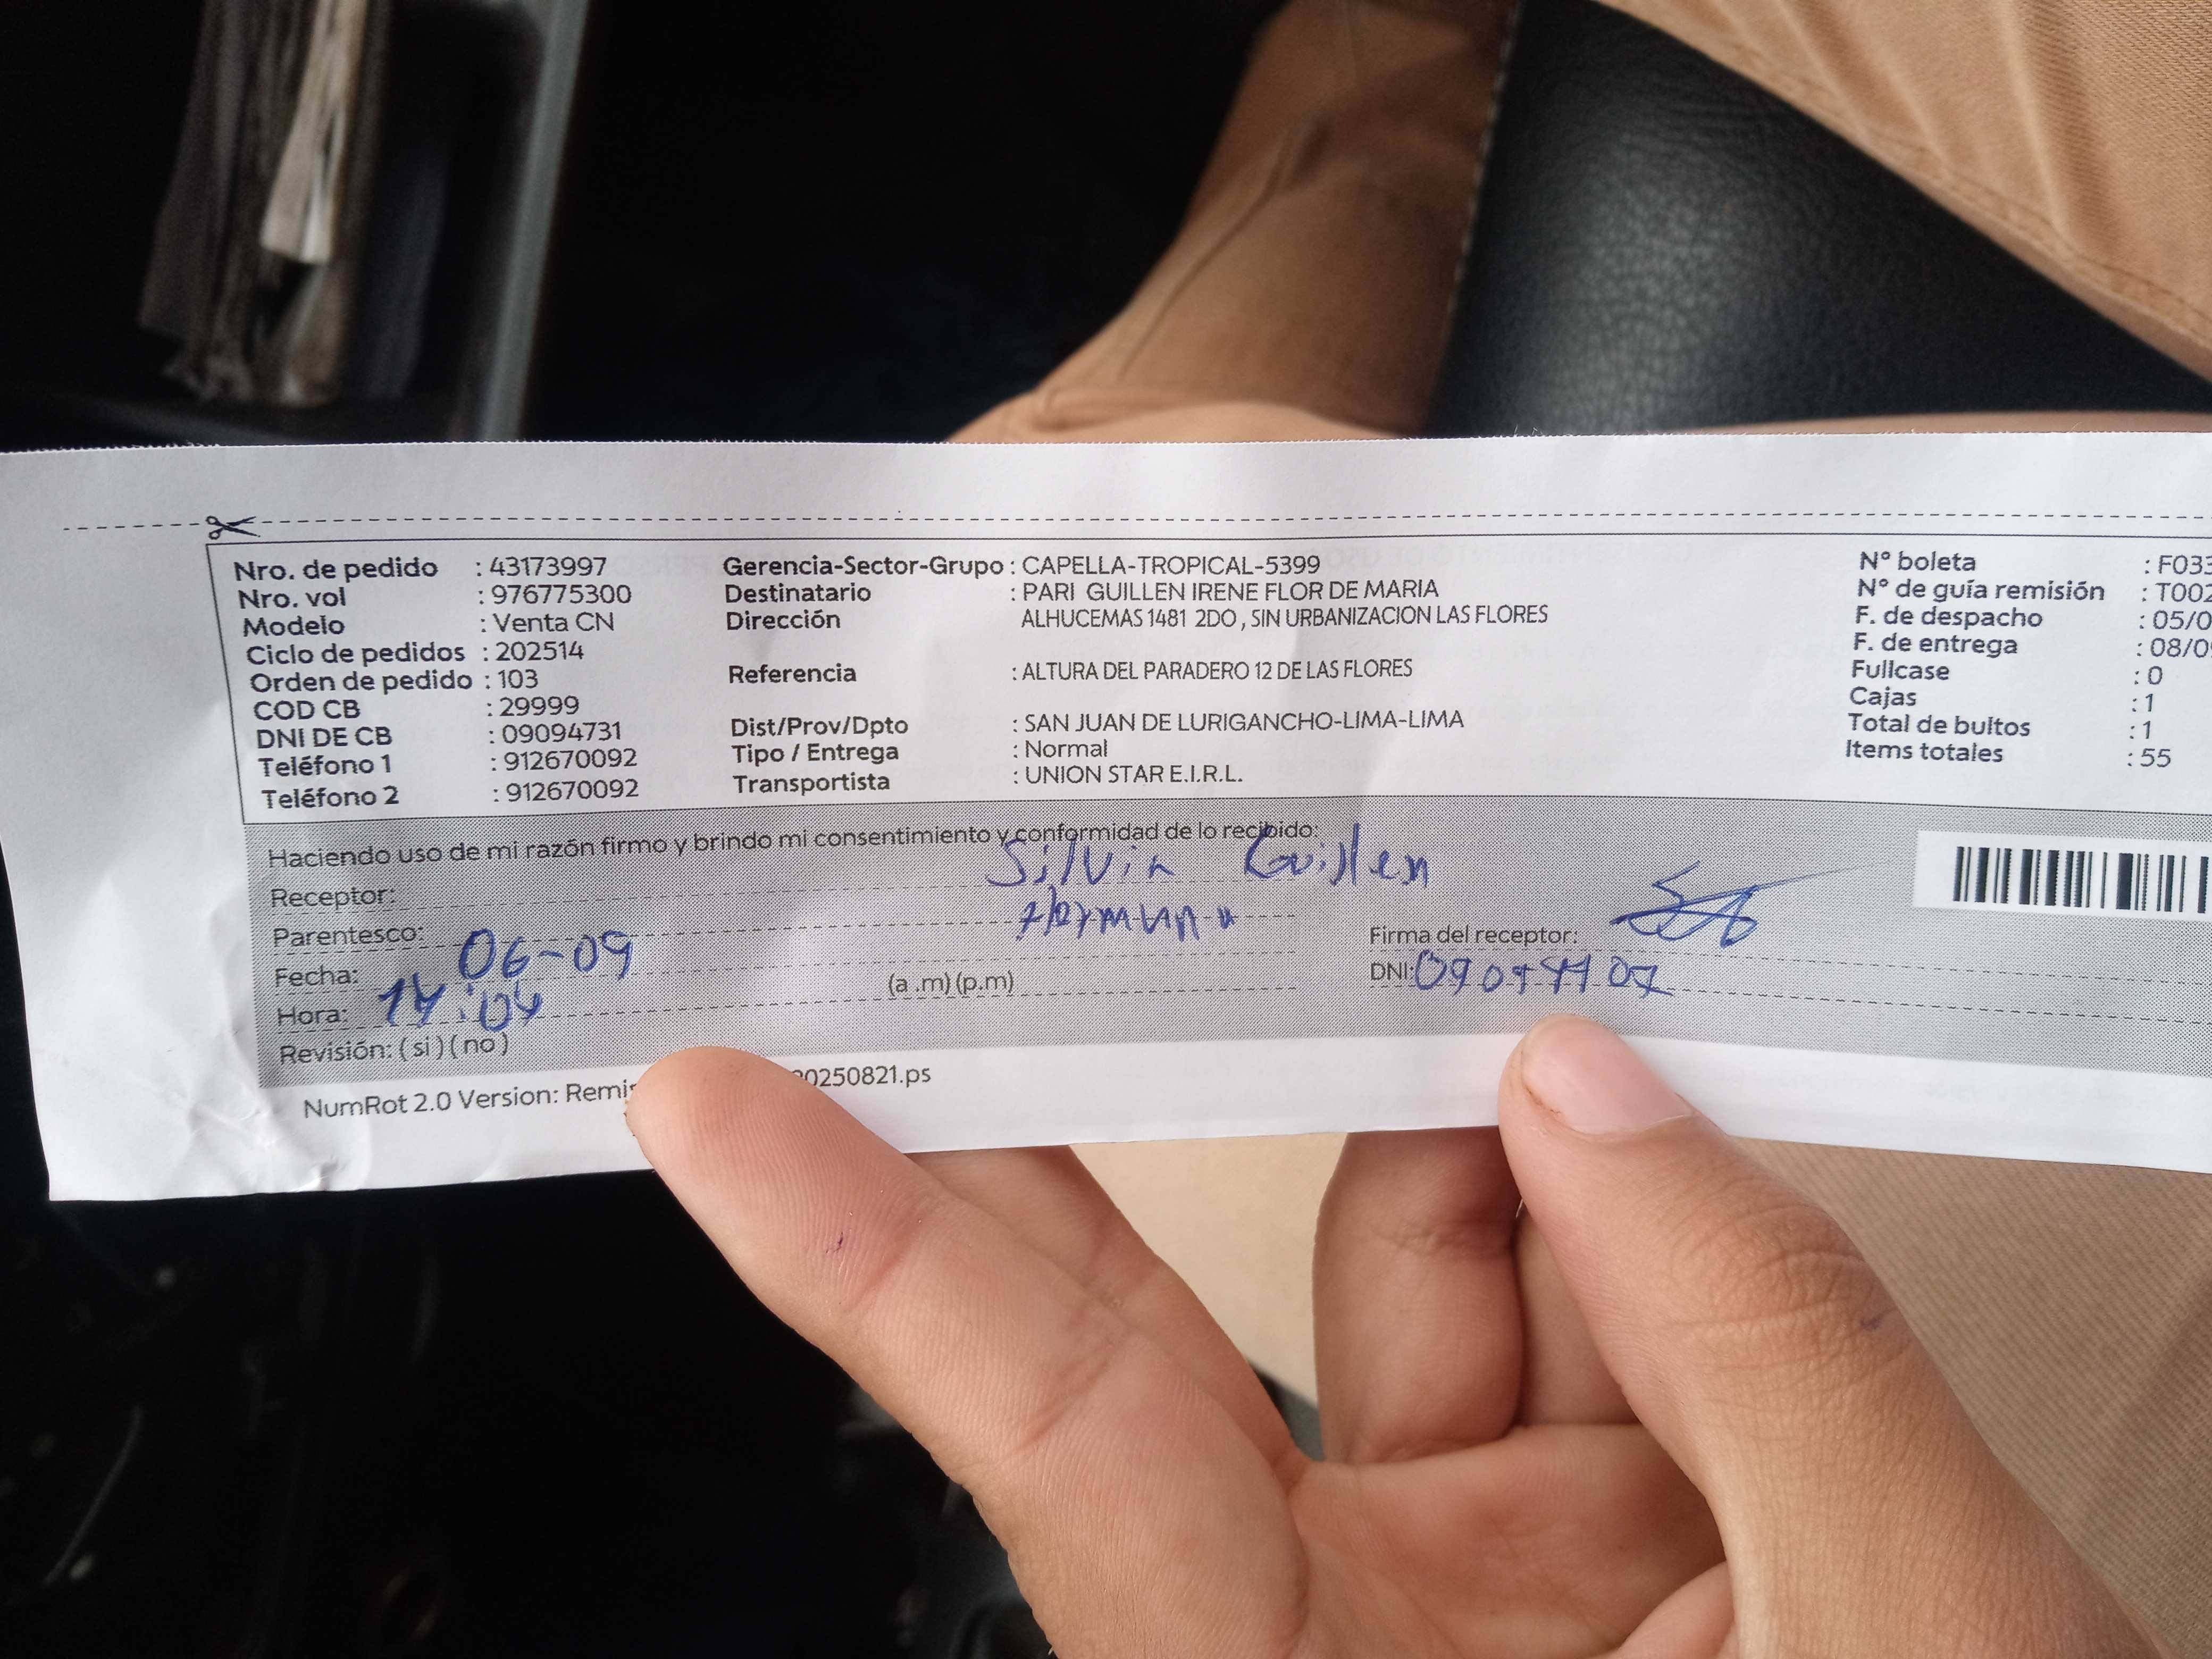 Nro. de pedido : 43173997
Nro. vol : 976775300
Modelo : Venta CN
Ciclo de pedidos : 202514
Orden de pedido : 103
COD CB : 29999
DNI DE CB : 09094731
Teléfono 1 : 912670092
Teléfono 2 : 912670092
Gerencia-Sector-Grupo : CAPELLA-TROPICAL-5399
Destinatario : PARI GUILLEN IRENE FLOR DE MARIA
Dirección ALHUCEMAS 1481 2DO , SIN URBANIZACION LAS FLORES
Referencia : ALTURA DEL PARADERO 12 DE LAS FLORES
Dist/Prov/Dpto : SAN JUAN DE LURIGANCHO-LIMA-LIMA
Tipo / Entrega : Normal
Transportista : UNION STAR E.I.R.L.
N° boleta : F033
N° de guía remisión : T002
F. de despacho : 05/0
F. de entrega : 08/09
Fullcase : 0
Cajas : 1
Total de bultos : 1
Items totales : 55
Haciendo uso de mi razón firmo y brindo mi consentimiento y conformidad de lo recibido:
Receptor: Silvia Guillen
Parentesco: Hermana
Fecha: 06-09
Hora: 14:04 (a .m) (p.m)
Revisión: ( si ) ( no )
Firma del receptor:
DNI:
NumRot 2.0 Version: Remis 20250821.ps